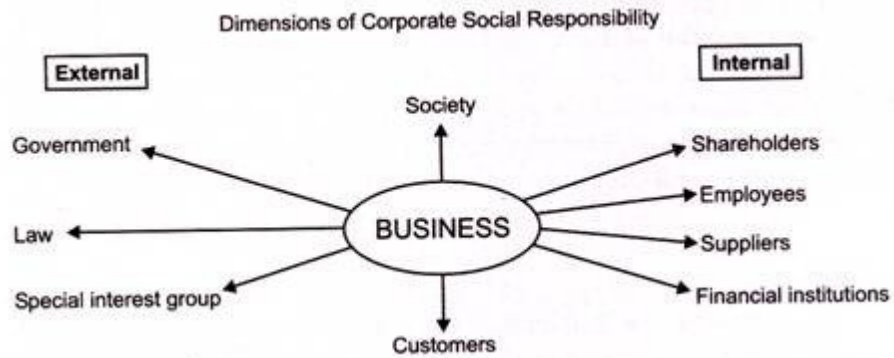 Dimensions of Corporate Social Responsibility
External
Internal
Society
Government
Shareholders
Employees
Law
BUSINESS
Suppliers
Special interest group
Financial institutions
Customers